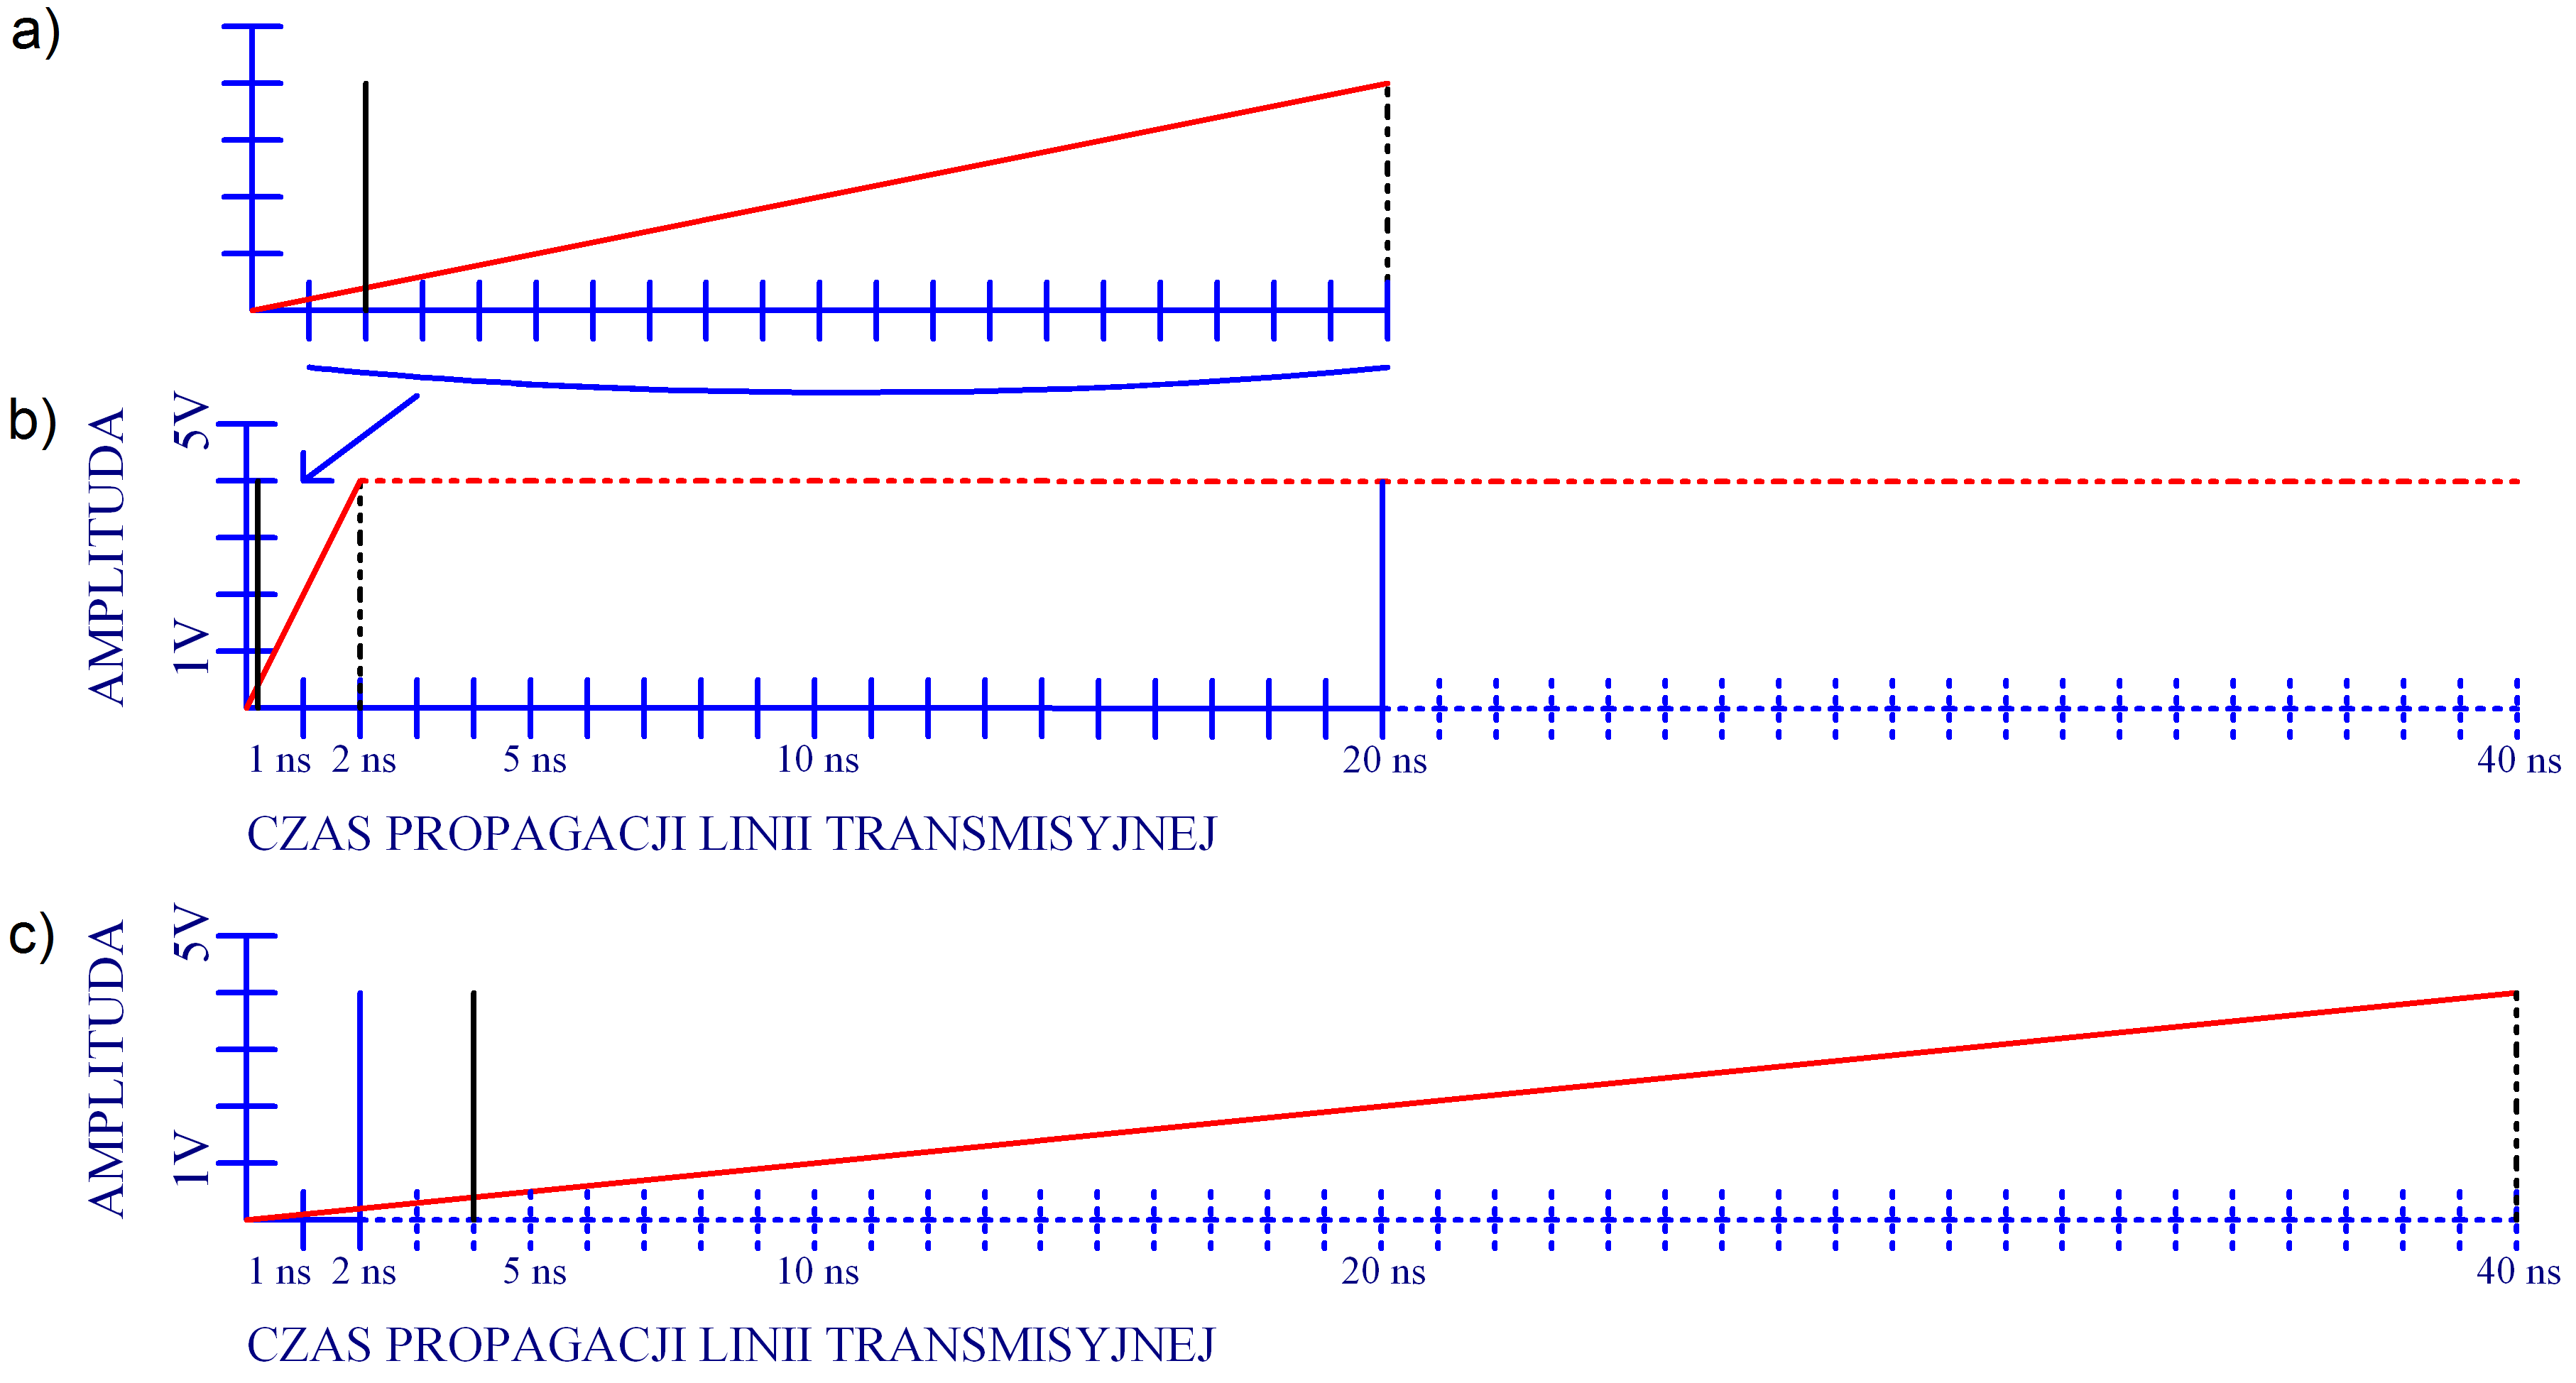 a)
b)
AMPLITUDA
5V
1V
1 ns 2 ns 5 ns 10 ns 20 ns 40 ns
CZAS PROPAGACJI LINII TRANSMISYJNEJ
c)
AMPLITUDA
5V
1V
1 ns 2 ns 5 ns 10 ns 20 ns 40 ns
CZAS PROPAGACJI LINII TRANSMISYJNEJ